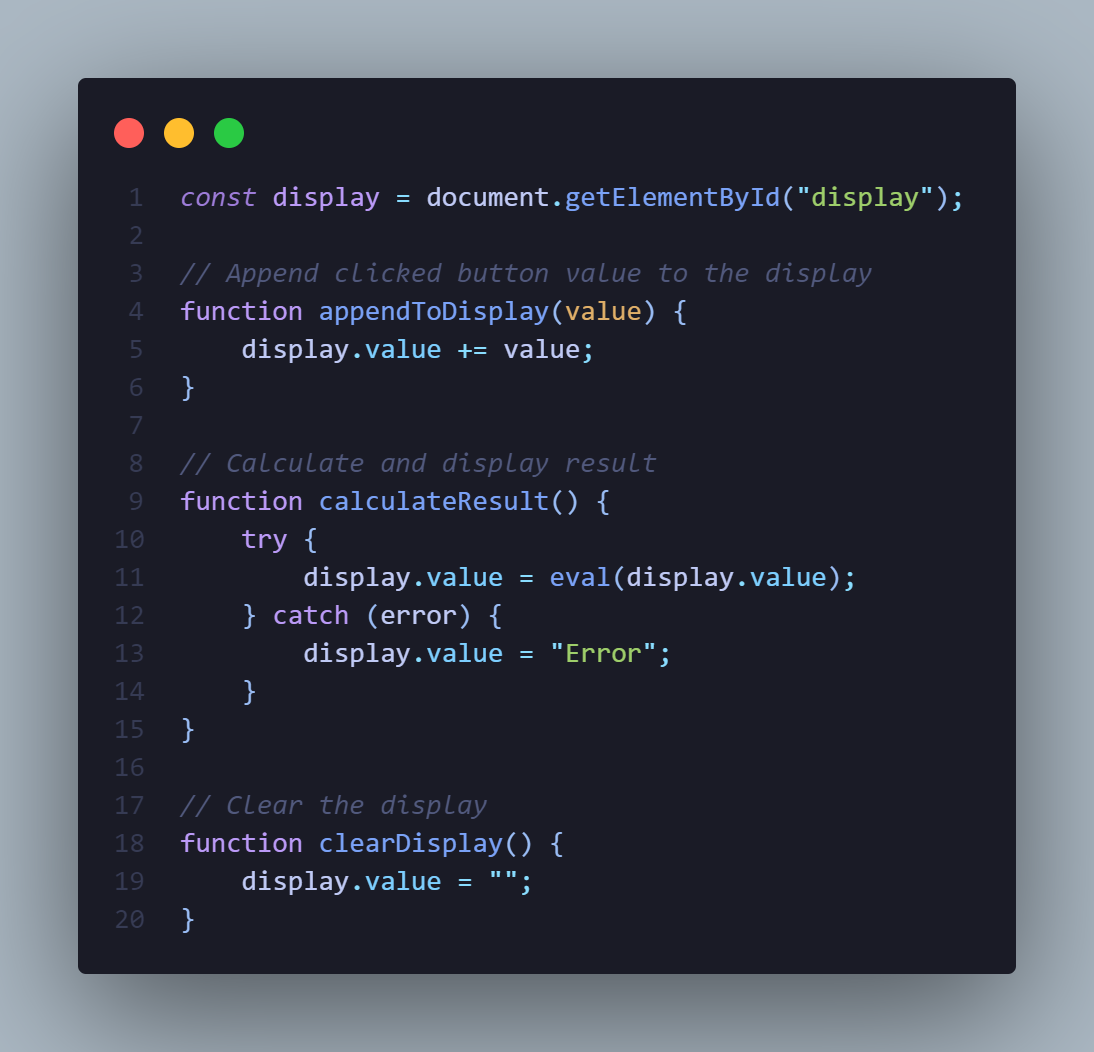 1 const display = document.getElementById("display");
2
3 // Append clicked button value to the display
4 function appendToDisplay(value) {
5     display.value += value;
6 }
7
8 // Calculate and display result
9 function calculateResult() {
10     try {
11         display.value = eval(display.value);
12     } catch (error) {
13         display.value = "Error";
14     }
15 }
16
17 // Clear the display
18 function clearDisplay() {
19     display.value = "";
20 }